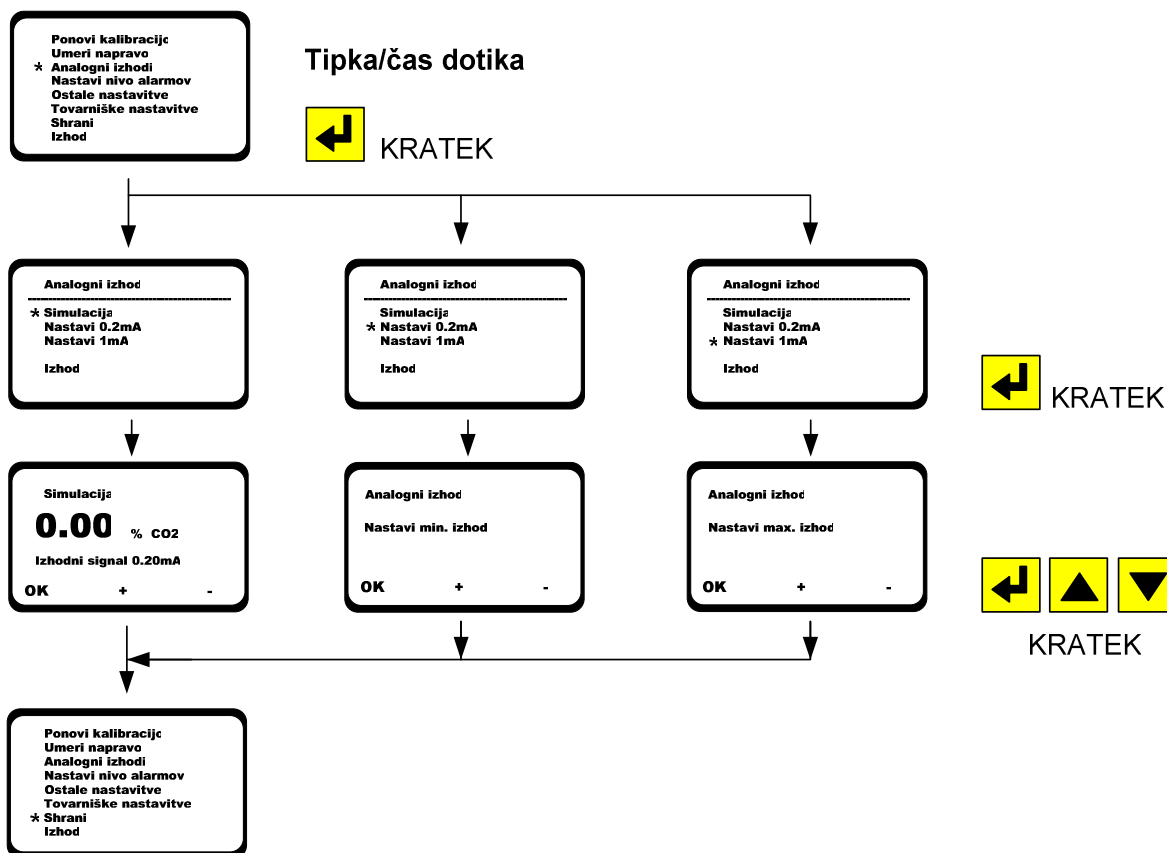 Ponovi kalibracijo
Umeri napravo
* Analogni izhodi
Nastavi nivo alarmov
Ostale nastavitve
Tovarniške nastavitve
Shrani
Izhod
Tipka/čas dotika
KRATEK
Analogni izhod
* Simulacija
Nastavi 0.2mA
Nastavi 1mA
Izhod
Analogni izhod
Simulacija
* Nastavi 0.2mA
Nastavi 1mA
Izhod
Analogni izhod
Simulacija
Nastavi 0.2mA
* Nastavi 1mA
Izhod
KRATEK
Simulacija
0.00 % CO2
Izhodni signal 0.20mA
OK + -
Analogni izhod
Nastavi min. izhod
OK + -
Analogni izhod
Nastavi max. izhod
OK + -
KRATEK
Ponovi kalibracijo
Umeri napravo
Analogni izhodi
Nastavi nivo alarmov
Ostale nastavitve
Tovarniške nastavitve
* Shrani
Izhod